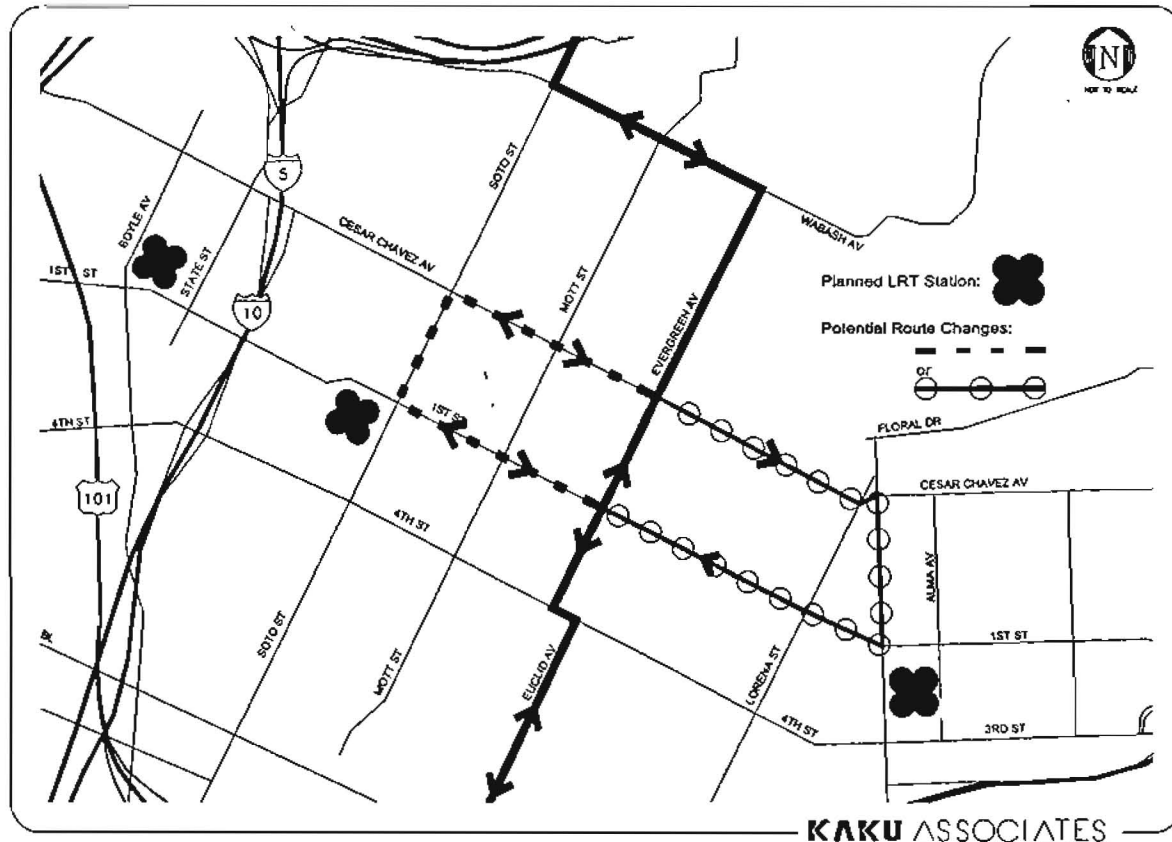 N
NOT TO SCALE
SOTO ST
5
BOYLE AV
STATE ST
CESAR CHAVEZ AV
MOTT ST
WABASH AV
1ST ST
10
EVERGREEN AV
Planned LRT Station:
Potential Route Changes:
or
1ST ST
FLORAL DR
4TH ST
CESAR CHAVEZ AV
101
4TH ST
ALMA AV
BL
SOTO ST
MOTT ST
EUCLID AV
LORENA ST
1ST ST
4TH ST
3RD ST
KAKU ASSOCIATES